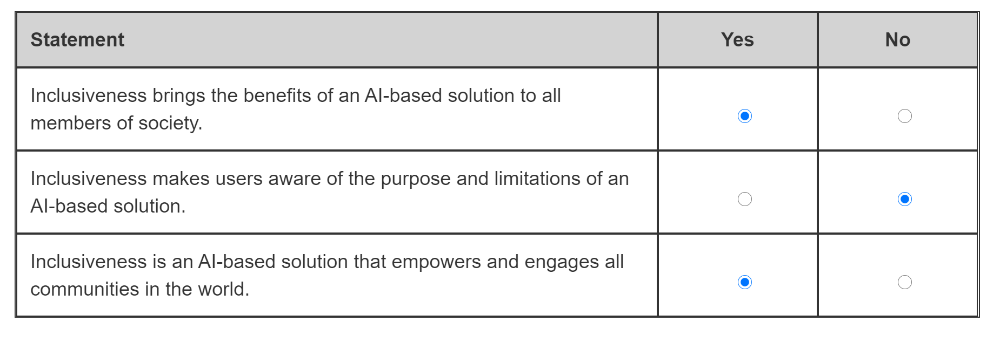 Statement Yes No
Inclusiveness brings the benefits of an AI-based solution to all
members of society.
Inclusiveness makes users aware of the purpose and limitations of an
AI-based solution.
Inclusiveness is an AI-based solution that empowers and engages all
communities in the world.